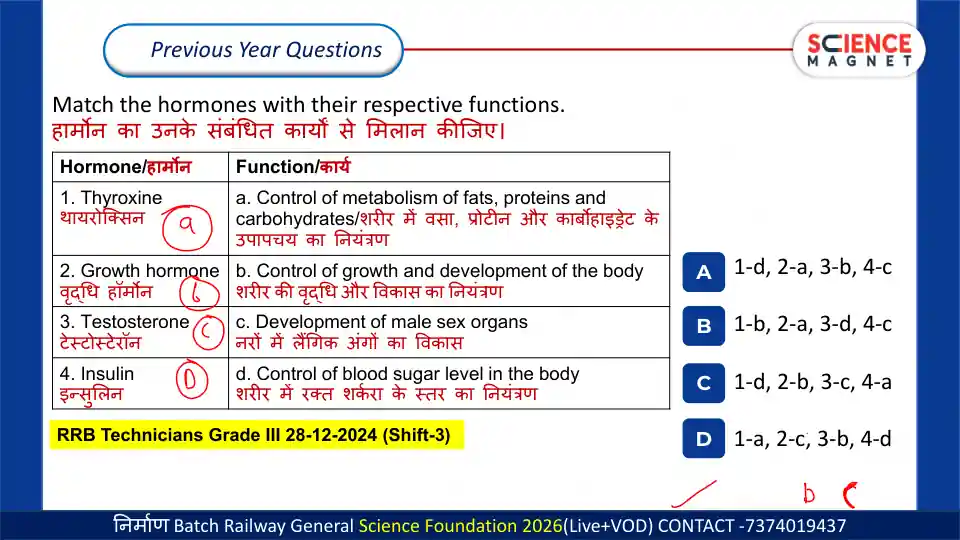 Previous Year Questions
SCIENCE
MAGNET
Match the hormones with their respective functions.
हार्मोन का उनके संबंधित कार्यों से मिलान कीजिए।
Hormone/हार्मोन
Function/कार्य
1. Thyroxine
थायरोक्सिन
a
a. Control of metabolism of fats, proteins and
carbohydrates/शरीर में वसा, प्रोटीन और कार्बोहाइड्रेट के
उपापचय का नियंत्रण
2. Growth hormone
वृद्धि हॉर्मोन
b
b. Control of growth and development of the body
शरीर की वृद्धि और विकास का नियंत्रण
3. Testosterone
टेस्टोस्टेरॉन
C
c. Development of male sex organs
नरों में लैंगिक अंगों का विकास
4. Insulin
इन्सुलिन
D
d. Control of blood sugar level in the body
शरीर में रक्त शर्करा के स्तर का नियंत्रण
A 1-d, 2-a, 3-b, 4-c
B 1-b, 2-a, 3-d, 4-c
C 1-d, 2-b, 3-c, 4-a
D 1-a, 2-c, 3-b, 4-d
RRB Technicians Grade III 28-12-2024 (Shift-3)
b C
निर्माण Batch Railway General Science Foundation 2026(Live+VOD) CONTACT -7374019437